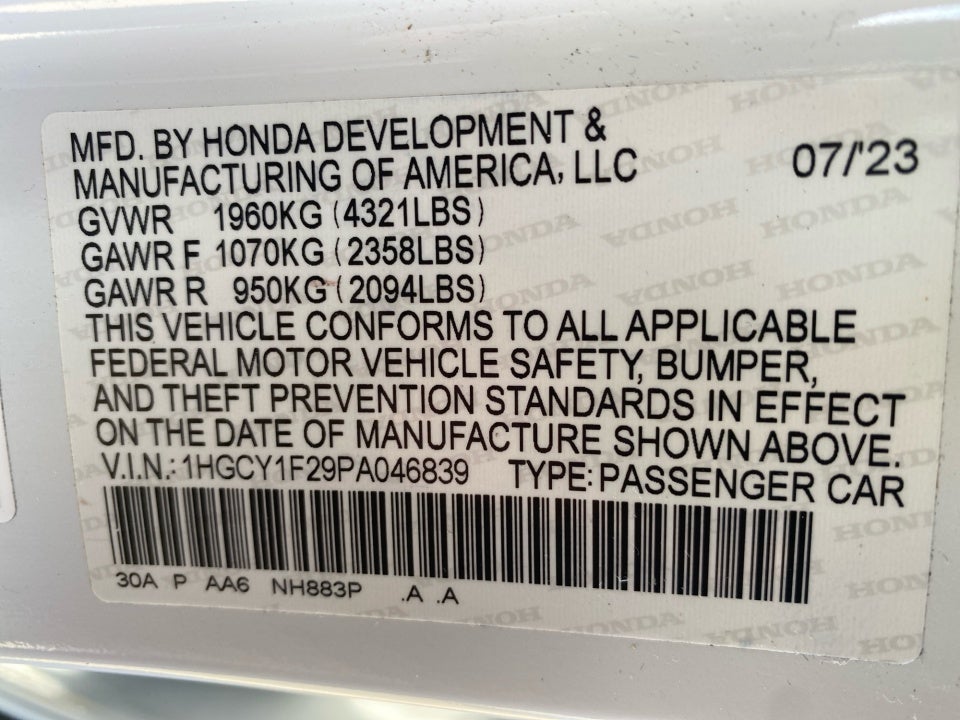 MFD. BY HONDA DEVELOPMENT &
MANUFACTURING OF AMERICA, LLC 07/'23
GVWR 1960KG (4321LBS)
GAWR F 1070KG (2358LBS)
GAWR R 950KG (2094LBS)
THIS VEHICLE CONFORMS TO ALL APPLICABLE
FEDERAL MOTOR VEHICLE SAFETY, BUMPER,
AND THEFT PREVENTION STANDARDS IN EFFECT
ON THE DATE OF MANUFACTURE SHOWN ABOVE.
V.I.N.: 1HGCY1F29PA046839 TYPE: PASSENGER CAR
30A P AA6 NH883P .A .A